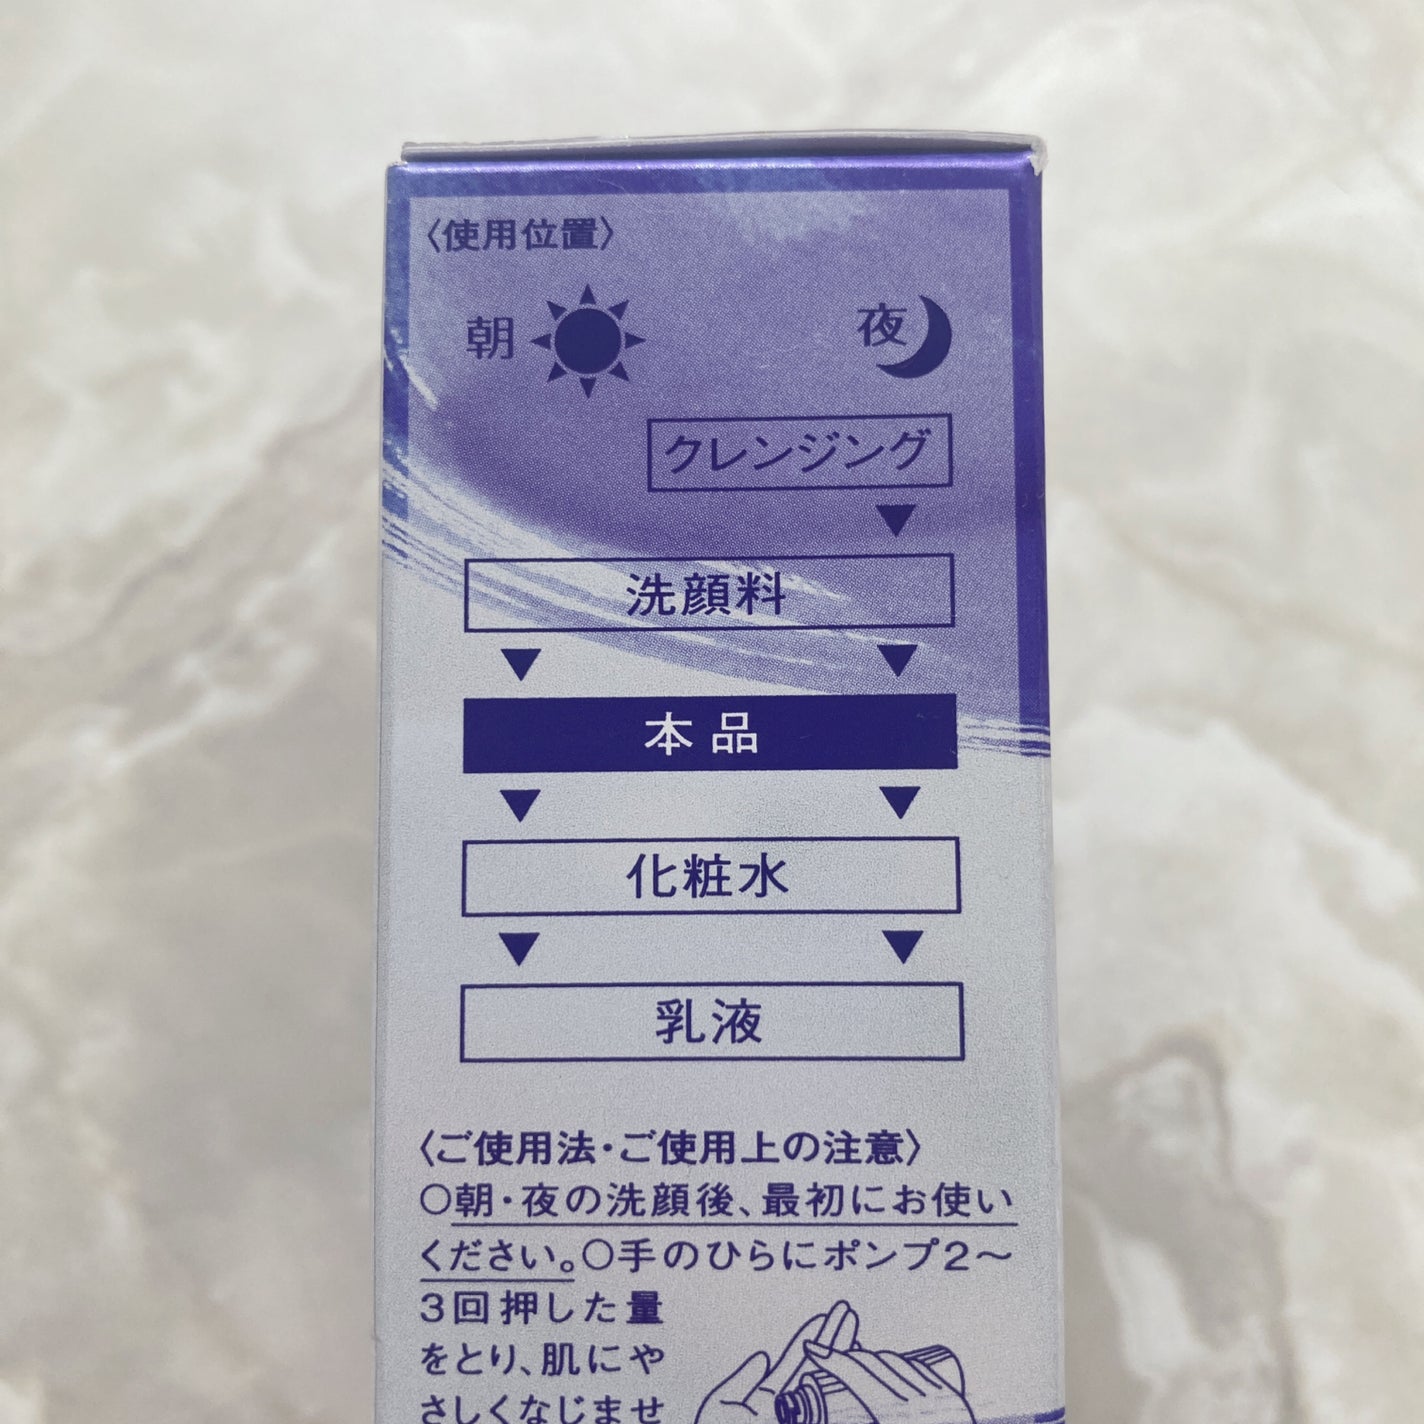 〈使用位置〉
朝 夜
クレンジング
洗顔料
本品
化粧水
乳液
〈ご使用法・ご使用上の注意〉
○朝・夜の洗顔後、最初にお使い
ください。○手のひらにポンプ2～
3回押した量
をとり、肌にや
さしくなじませ